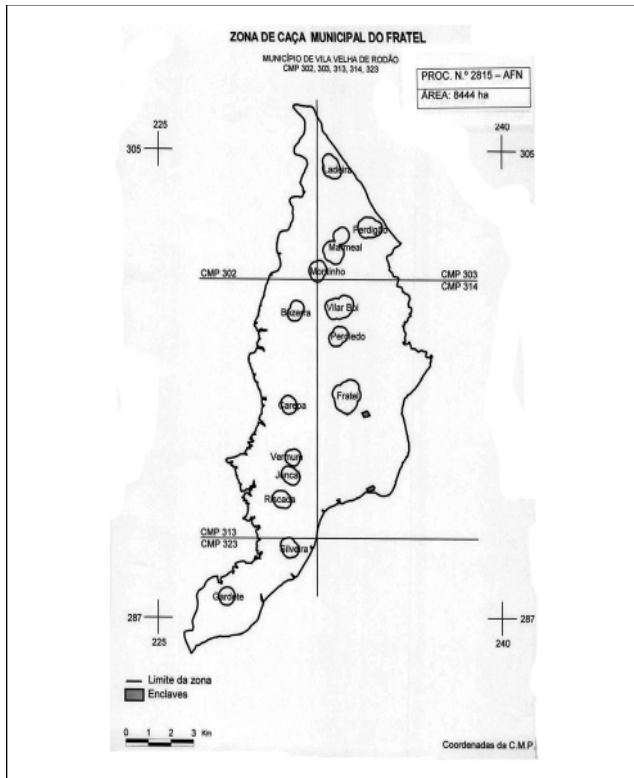 ZONA DE CAÇA MUNICIPAL DO FRATEL
MUNICÍPIO DE VILA VELHA DE RODÃO
CMP 302, 303, 313, 314, 323
PROC. N.º 2815 – AFN
ÁREA: 8444 ha
225
240
305
305
Ladeira
Perdigão
Marmeal
Montinho
CMP 302
CMP 303
CMP 314
Bezerra
Vilar Boi
Perdiedo
Carepa
Fratel
Vermum
Juncal
Riscada
CMP 313
CMP 323
Silveira
Gardete
287
287
225
240
Limite da zona
Enclaves
0 1 2 3 Km
Coordenadas da C.M.P.